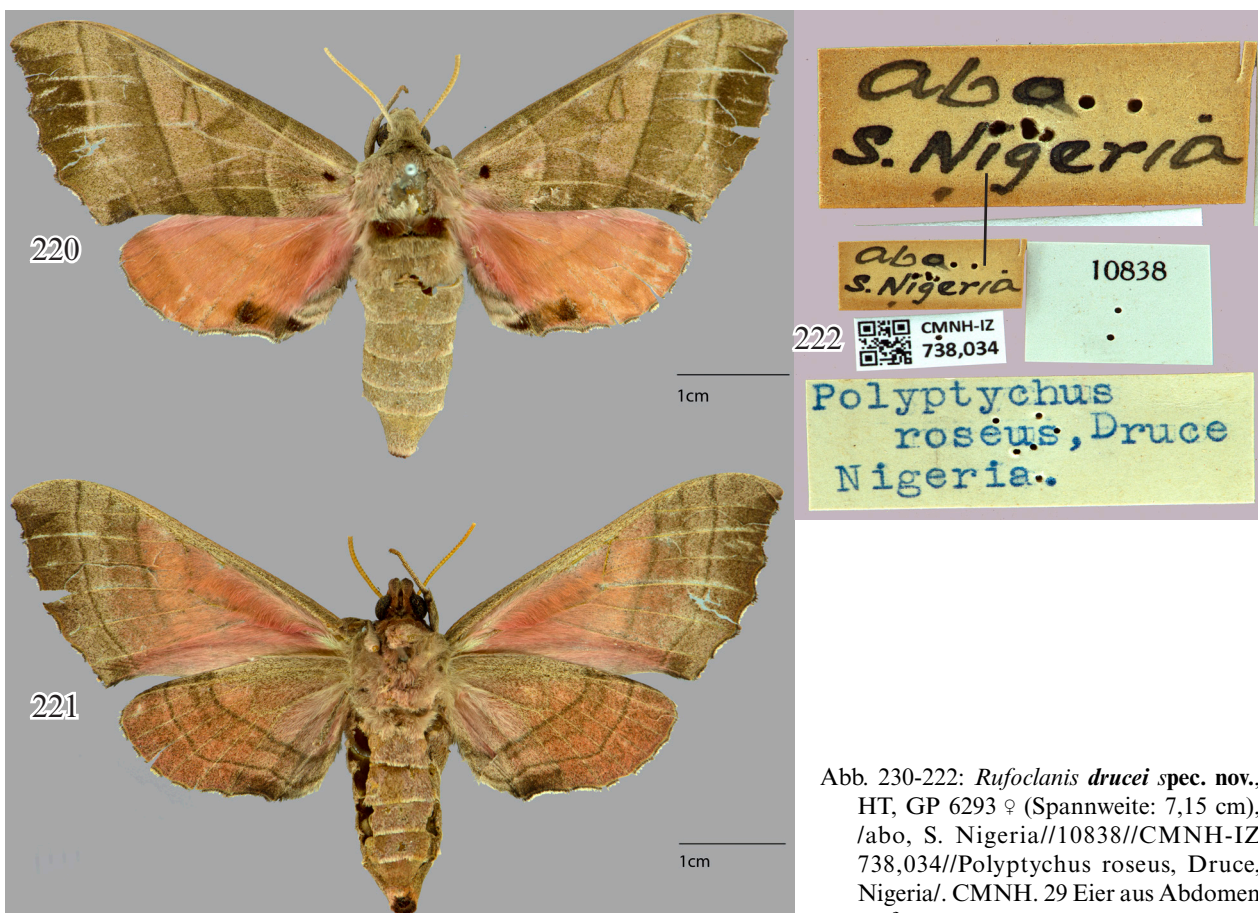 220
1cm
221
1cm
aba..
S. Nigeria
aba..
S. Nigeria
10838
222
CMNH-IZ
738,034
Polyptychus
roseus, Druce
Nigeria.
Abb. 230-222: Rufoclanis drucei spec. nov.,
HT, GP 6293 ♀ (Spannweite: 7,15 cm),
/abo, S. Nigeria//10838//CMNH-IZ
738,034//Polyptychus roseus, Druce,
Nigeria/. CMNH. 29 Eier aus Abdomen